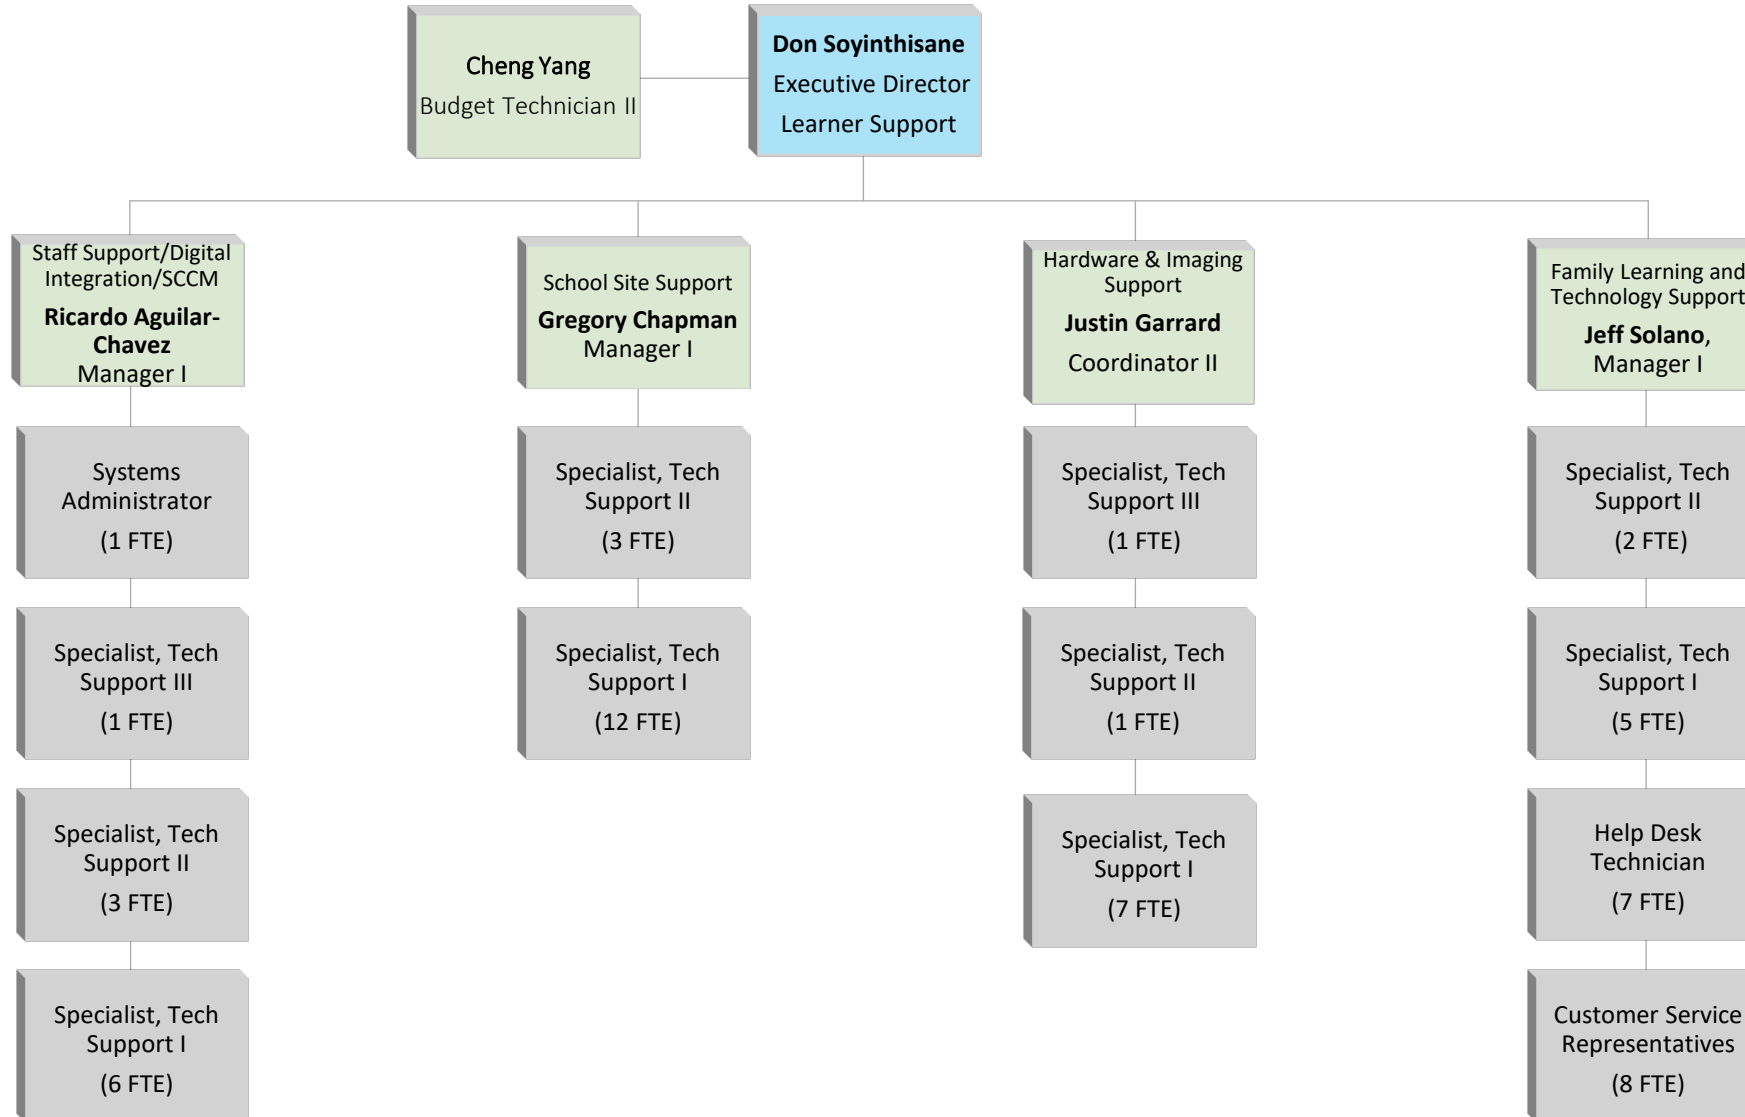 Cheng Yang
Budget Technician II
Don Soyinthisane
Executive Director
Learner Support
Staff Support/Digital
Integration/SCCM
Ricardo Aguilar-
Chavez
Manager I
School Site Support
Gregory Chapman
Manager I
Hardware & Imaging
Support
Justin Garrard
Coordinator II
Family Learning and
Technology Support
Jeff Solano,
Manager I
Systems
Administrator
(1 FTE)
Specialist, Tech
Support II
(3 FTE)
Specialist, Tech
Support III
(1 FTE)
Specialist, Tech
Support II
(2 FTE)
Specialist, Tech
Support III
(1 FTE)
Specialist, Tech
Support I
(12 FTE)
Specialist, Tech
Support II
(1 FTE)
Specialist, Tech
Support I
(5 FTE)
Specialist, Tech
Support II
(3 FTE)
Specialist, Tech
Support I
(7 FTE)
Help Desk
Technician
(7 FTE)
Specialist, Tech
Support I
(6 FTE)
Customer Service
Representatives
(8 FTE)